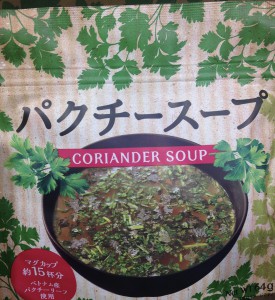 パクチースープ
CORIANDER SOUP
マグカップ
約15杯分
ベトナム産
パクチーリーフ
使用
74g